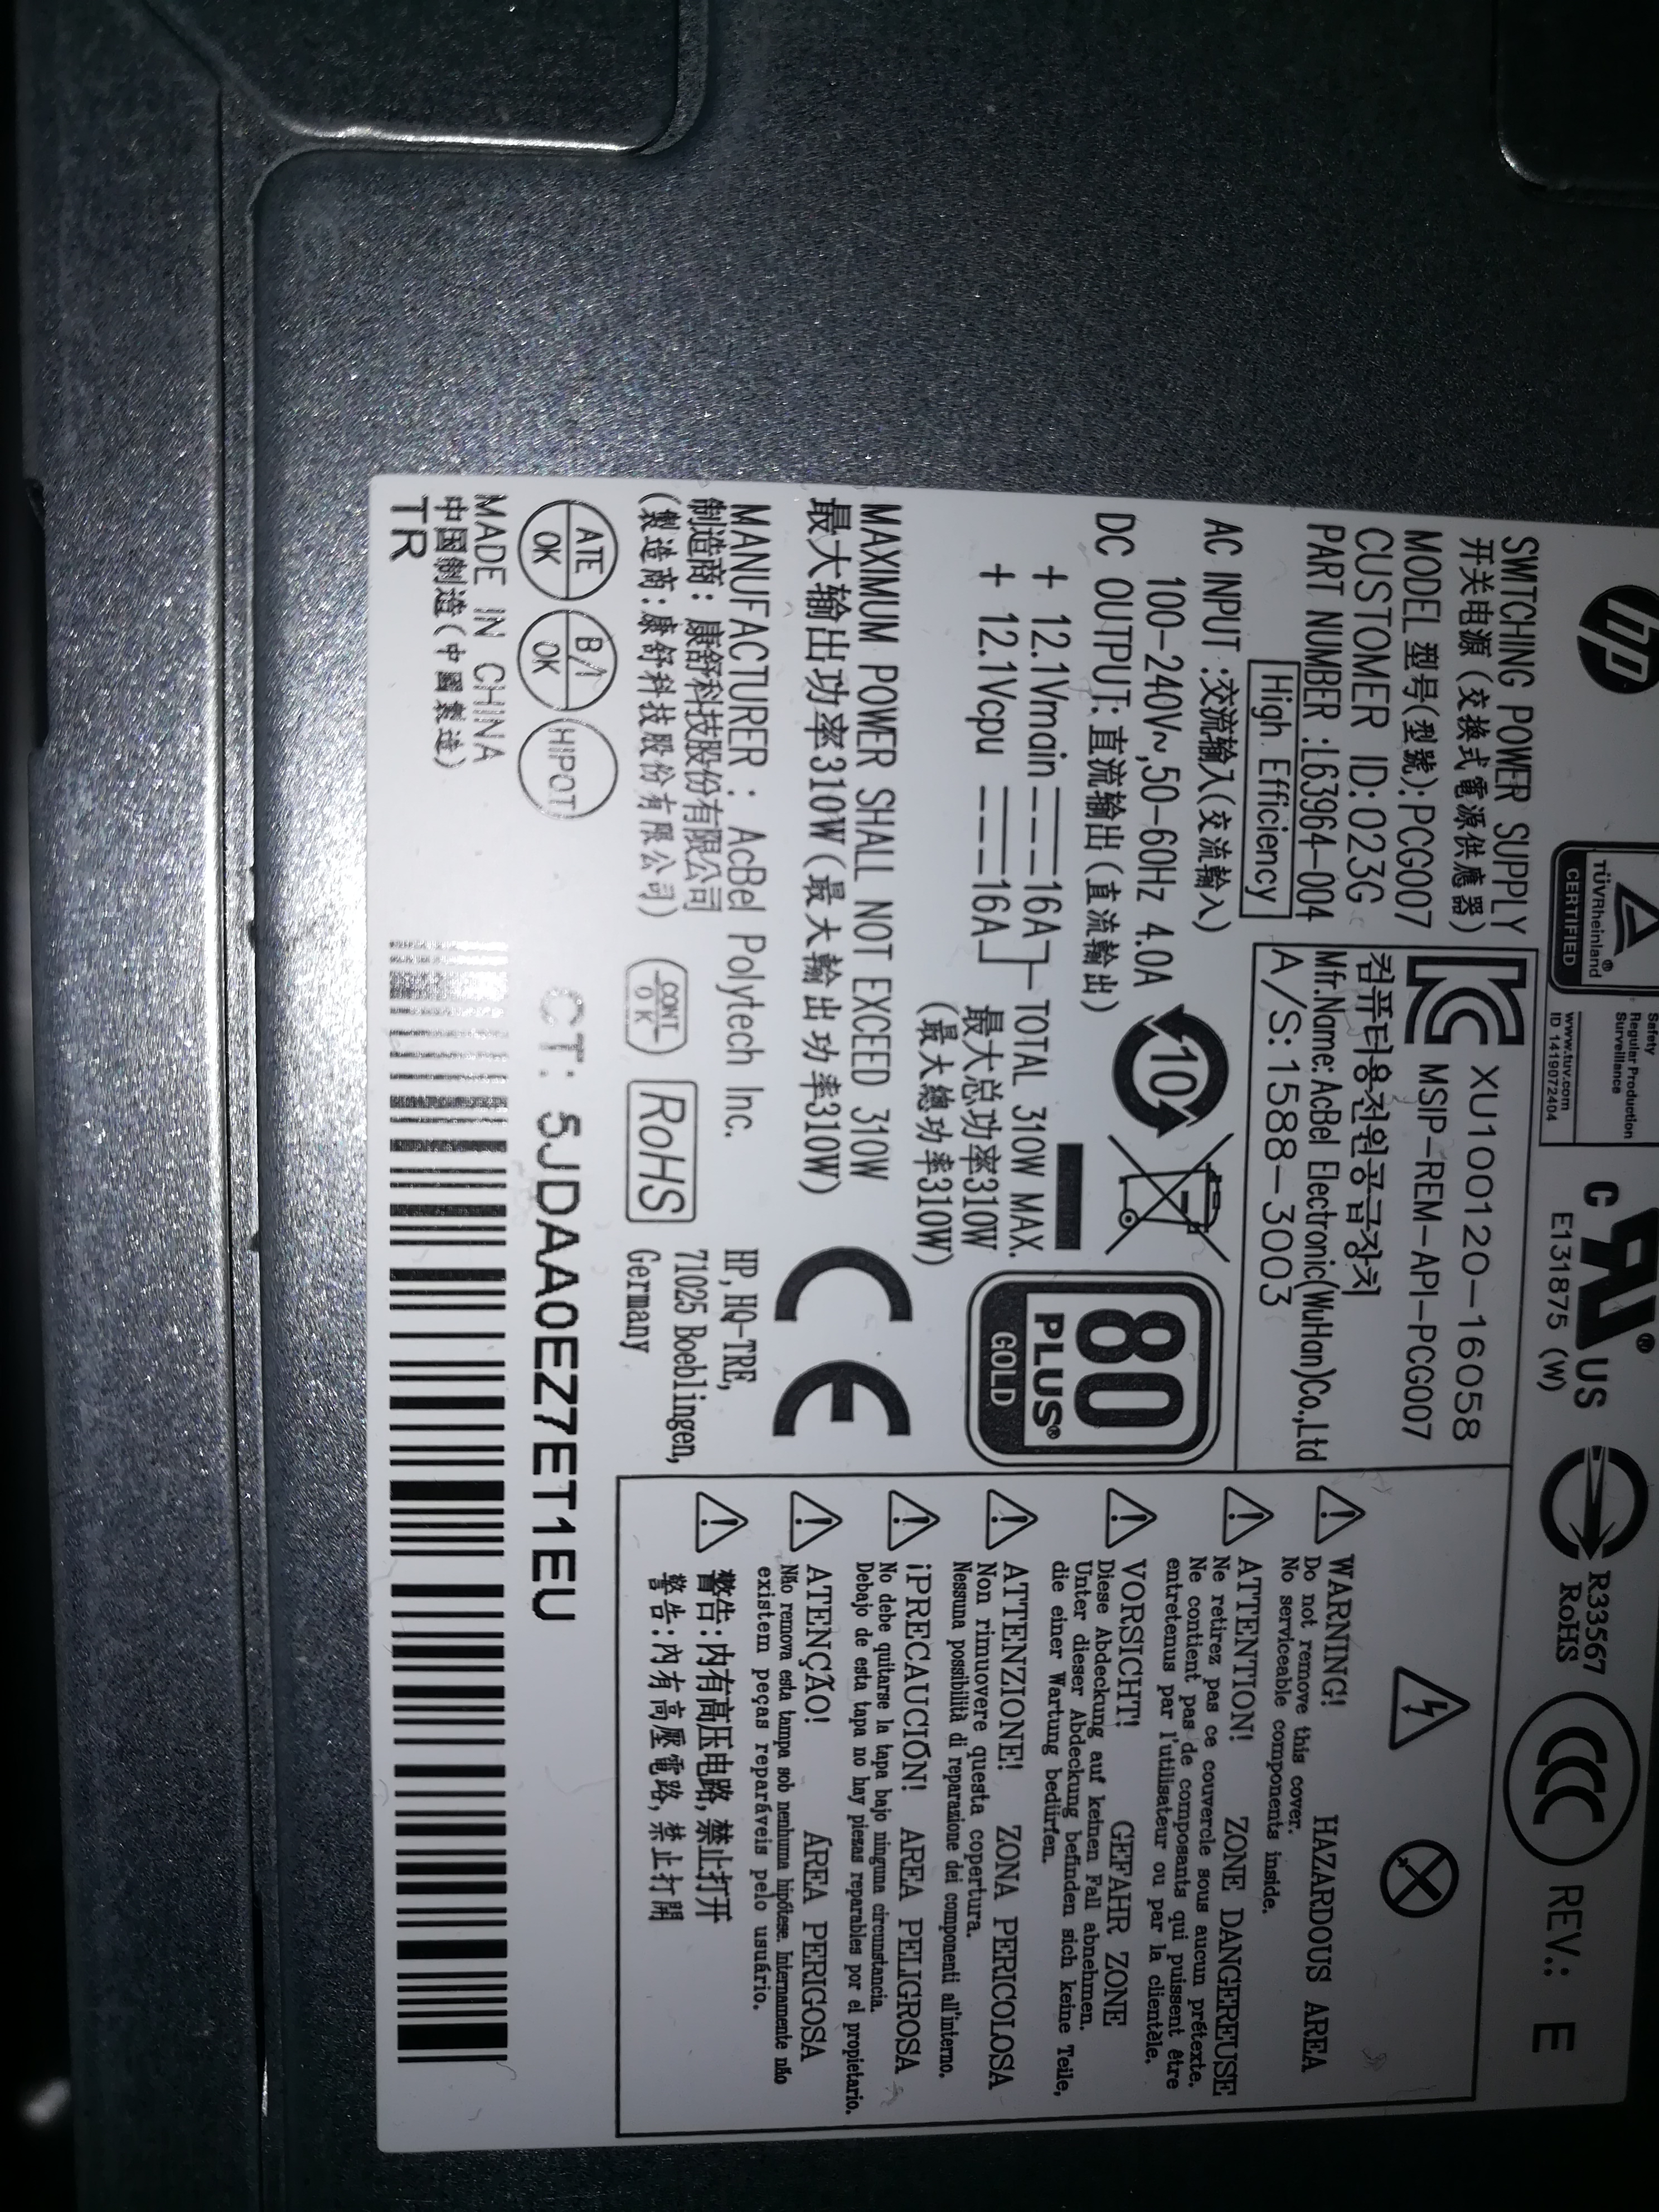 hp
TÜVRheinland®
CERTIFIED
Safety
Regular Production
Surveillance
www.tuv.com
ID 1419072404
c UR® US
E131875 (W)
R33567
RoHS
CCC
REV.: E
SWITCHING POWER SUPPLY
开关电源 (交換式電源供應器)
MODEL 型号(型號):PCG007
CUSTOMER ID:023G
PART NUMBER :L63964-004
High Efficiency
XU100120-16058
MSIP-REM-API-PCG007
컴퓨터용전원공급장치
Mfr.Name:AcBel Electronic(WuHan)Co.,Ltd
A/S:1588-3003
AC INPUT :交流输入(交流輸入)
100-240V~,50-60Hz 4.0A
DC OUTPUT: 直流输出(直流輸出)
+ 12.1Vmain 16A
+ 12.1Vcpu 16A
TOTAL 310W MAX.
最大总功率310W
(最大總功率310W)
10
80
PLUS®
GOLD
MAXIMUM POWER SHALL NOT EXCEED 310W
最大输出功率310W(最大輸出功率310W)
MANUFACTURER : AcBel Polytech Inc.
制造商: 康舒科技股份有限公司
(製造商:康舒科技股份有限公司)
CONT
OK
RoHS
CE
HP, HQ-TRE,
71025 Boeblingen,
Germany
ATE
OK
B/I
OK
HIPOT
MADE IN CHINA
中国制造(中國製造)
TR
CT: 5JDAA0EZ7ET1EU
WARNING! HAZARDOUS AREA
Do not remove this cover.
No serviceable components inside.
ATTENTION! ZONE DANGEREUSE
Ne retirez pas ce couvercle sous aucun prétexte.
Ne contient pas de composants qui puissent être
entretenus par l'utilisateur ou par la clientèle.
VORSICHT! GEFAHR ZONE
Diese Abdeckung auf keinen Fall abnehmen.
Unter dieser Abdeckung befinden sich keine Teile,
die einer Wartung bedürfen.
ATTENZIONE! ZONA PERICOLOSA
Non rimuovere questa copertura.
Nessuna possibilità di reparazione dei componenti all'interno.
¡PRECAUCIÓN! AREA PELIGROSA
No debe quitarse la tapa bajo ninguna circunstancia.
Debajo de esta tapa no hay piezas reparables por el propietario.
ATENÇÃO! ÁREA PERIGOSA
Não remova esta tampa sob nenhuma hipótese. Internamente não
existem peças reparáveis pelo usuário.
警告:内有高压电路,禁止打开
警告:內有高壓電路,禁止打開